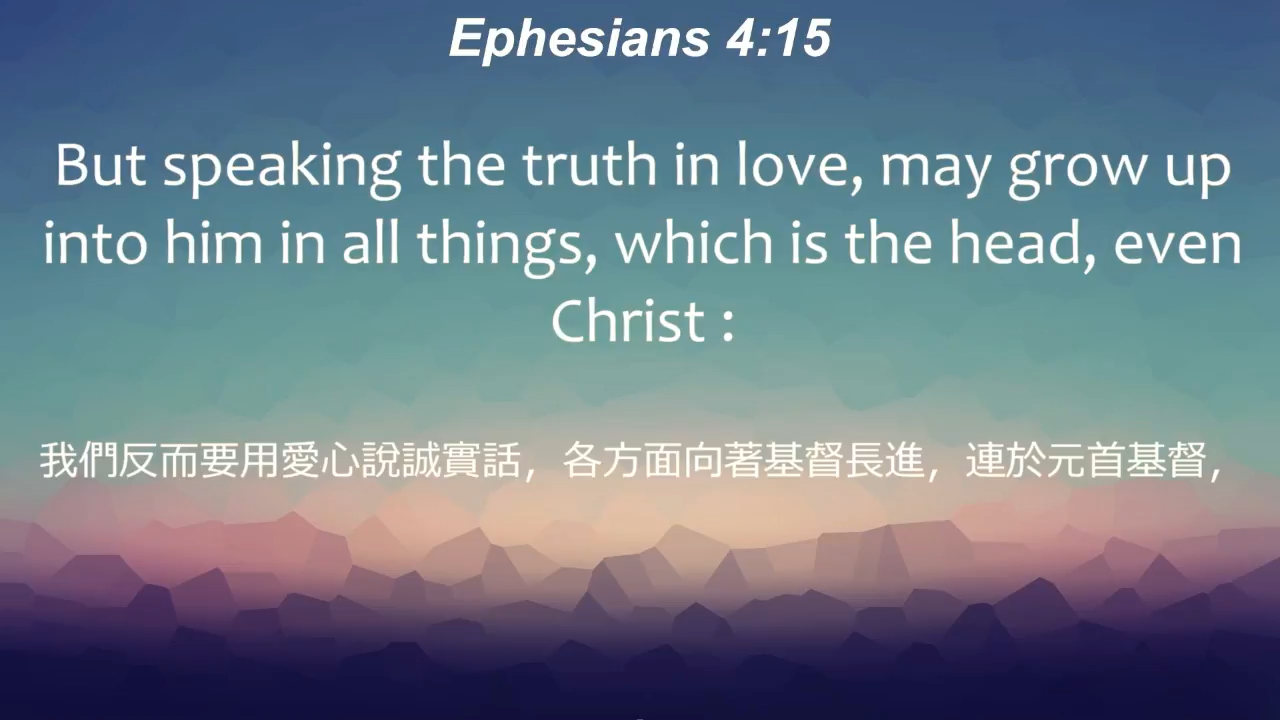 Ephesians 4:15
But speaking the truth in love, may grow up
into him in all things, which is the head, even
Christ :
我們反而要用愛心說誠實話，各方面向著基督長進，連於元首基督，